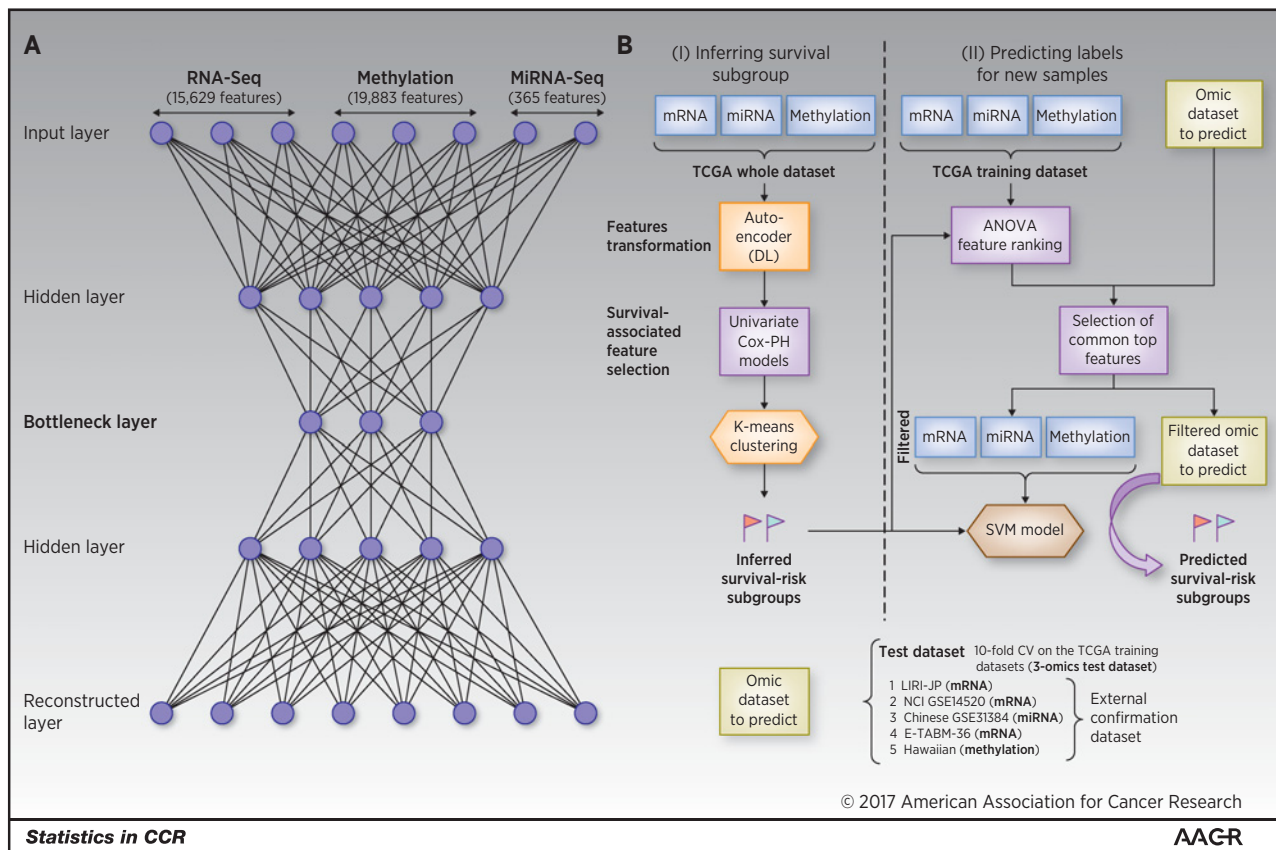 A
RNA-Seq
(15,629 features)
Methylation
(19,883 features)
MiRNA-Seq
(365 features)
Input layer
Hidden layer
Bottleneck layer
Hidden layer
Reconstructed
layer
B
(I) Inferring survival
subgroup
mRNA
miRNA
Methylation
TCGA whole dataset
Features
transformation
Auto-
encoder
(DL)
Survival-
associated
feature
selection
Univariate
Cox-PH
models
K-means
clustering
Inferred
survival-risk
subgroups
(II) Predicting labels
for new samples
mRNA
miRNA
Methylation
Omic
dataset
to predict
TCGA training dataset
ANOVA
feature ranking
Selection of
common top
features
Filtered
mRNA
miRNA
Methylation
Filtered omic
dataset
to predict
SVM model
Predicted
survival-risk
subgroups
Omic
dataset
to predict
Test dataset 10-fold CV on the TCGA training
datasets (3-omics test dataset)
1 LIRI-JP (mRNA)
2 NCI GSE14520 (mRNA)
3 Chinese GSE31384 (miRNA)
4 E-TABM-36 (mRNA)
5 Hawaiian (methylation)
External
confirmation
dataset
© 2017 American Association for Cancer Research
Statistics in CCR
AACR